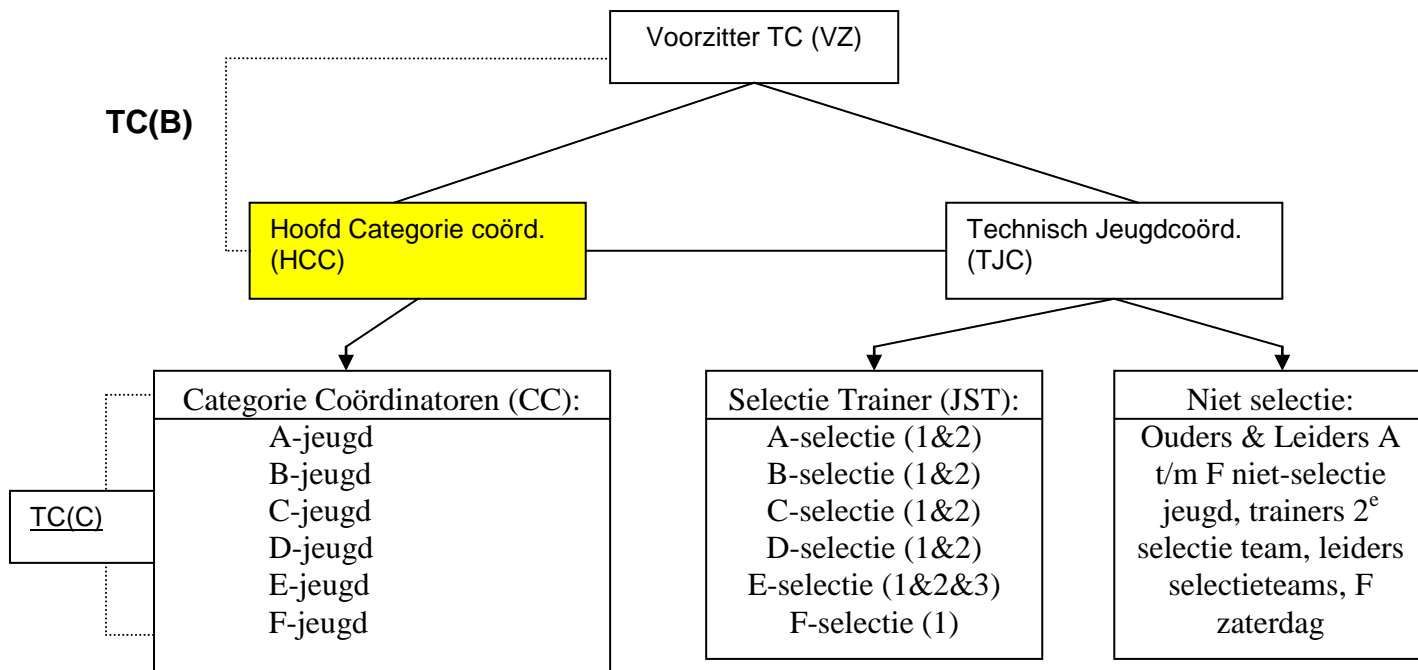 Voorzitter TC (VZ)
TC(B)
Hoofd Categorie coörd.
(HCC)
Technisch Jeugdcoörd.
(TJC)
Categorie Coördinatoren (CC):
A-jeugd
B-jeugd
C-jeugd
D-jeugd
E-jeugd
F-jeugd
TC(C)
Selectie Trainer (JST):
A-selectie (1&2)
B-selectie (1&2)
C-selectie (1&2)
D-selectie (1&2)
E-selectie (1&2&3)
F-selectie (1)
Niet selectie:
Ouders & Leiders A
t/m F niet-selectie
jeugd, trainers 2e
selectie team, leiders
selectieteams, F
zaterdag